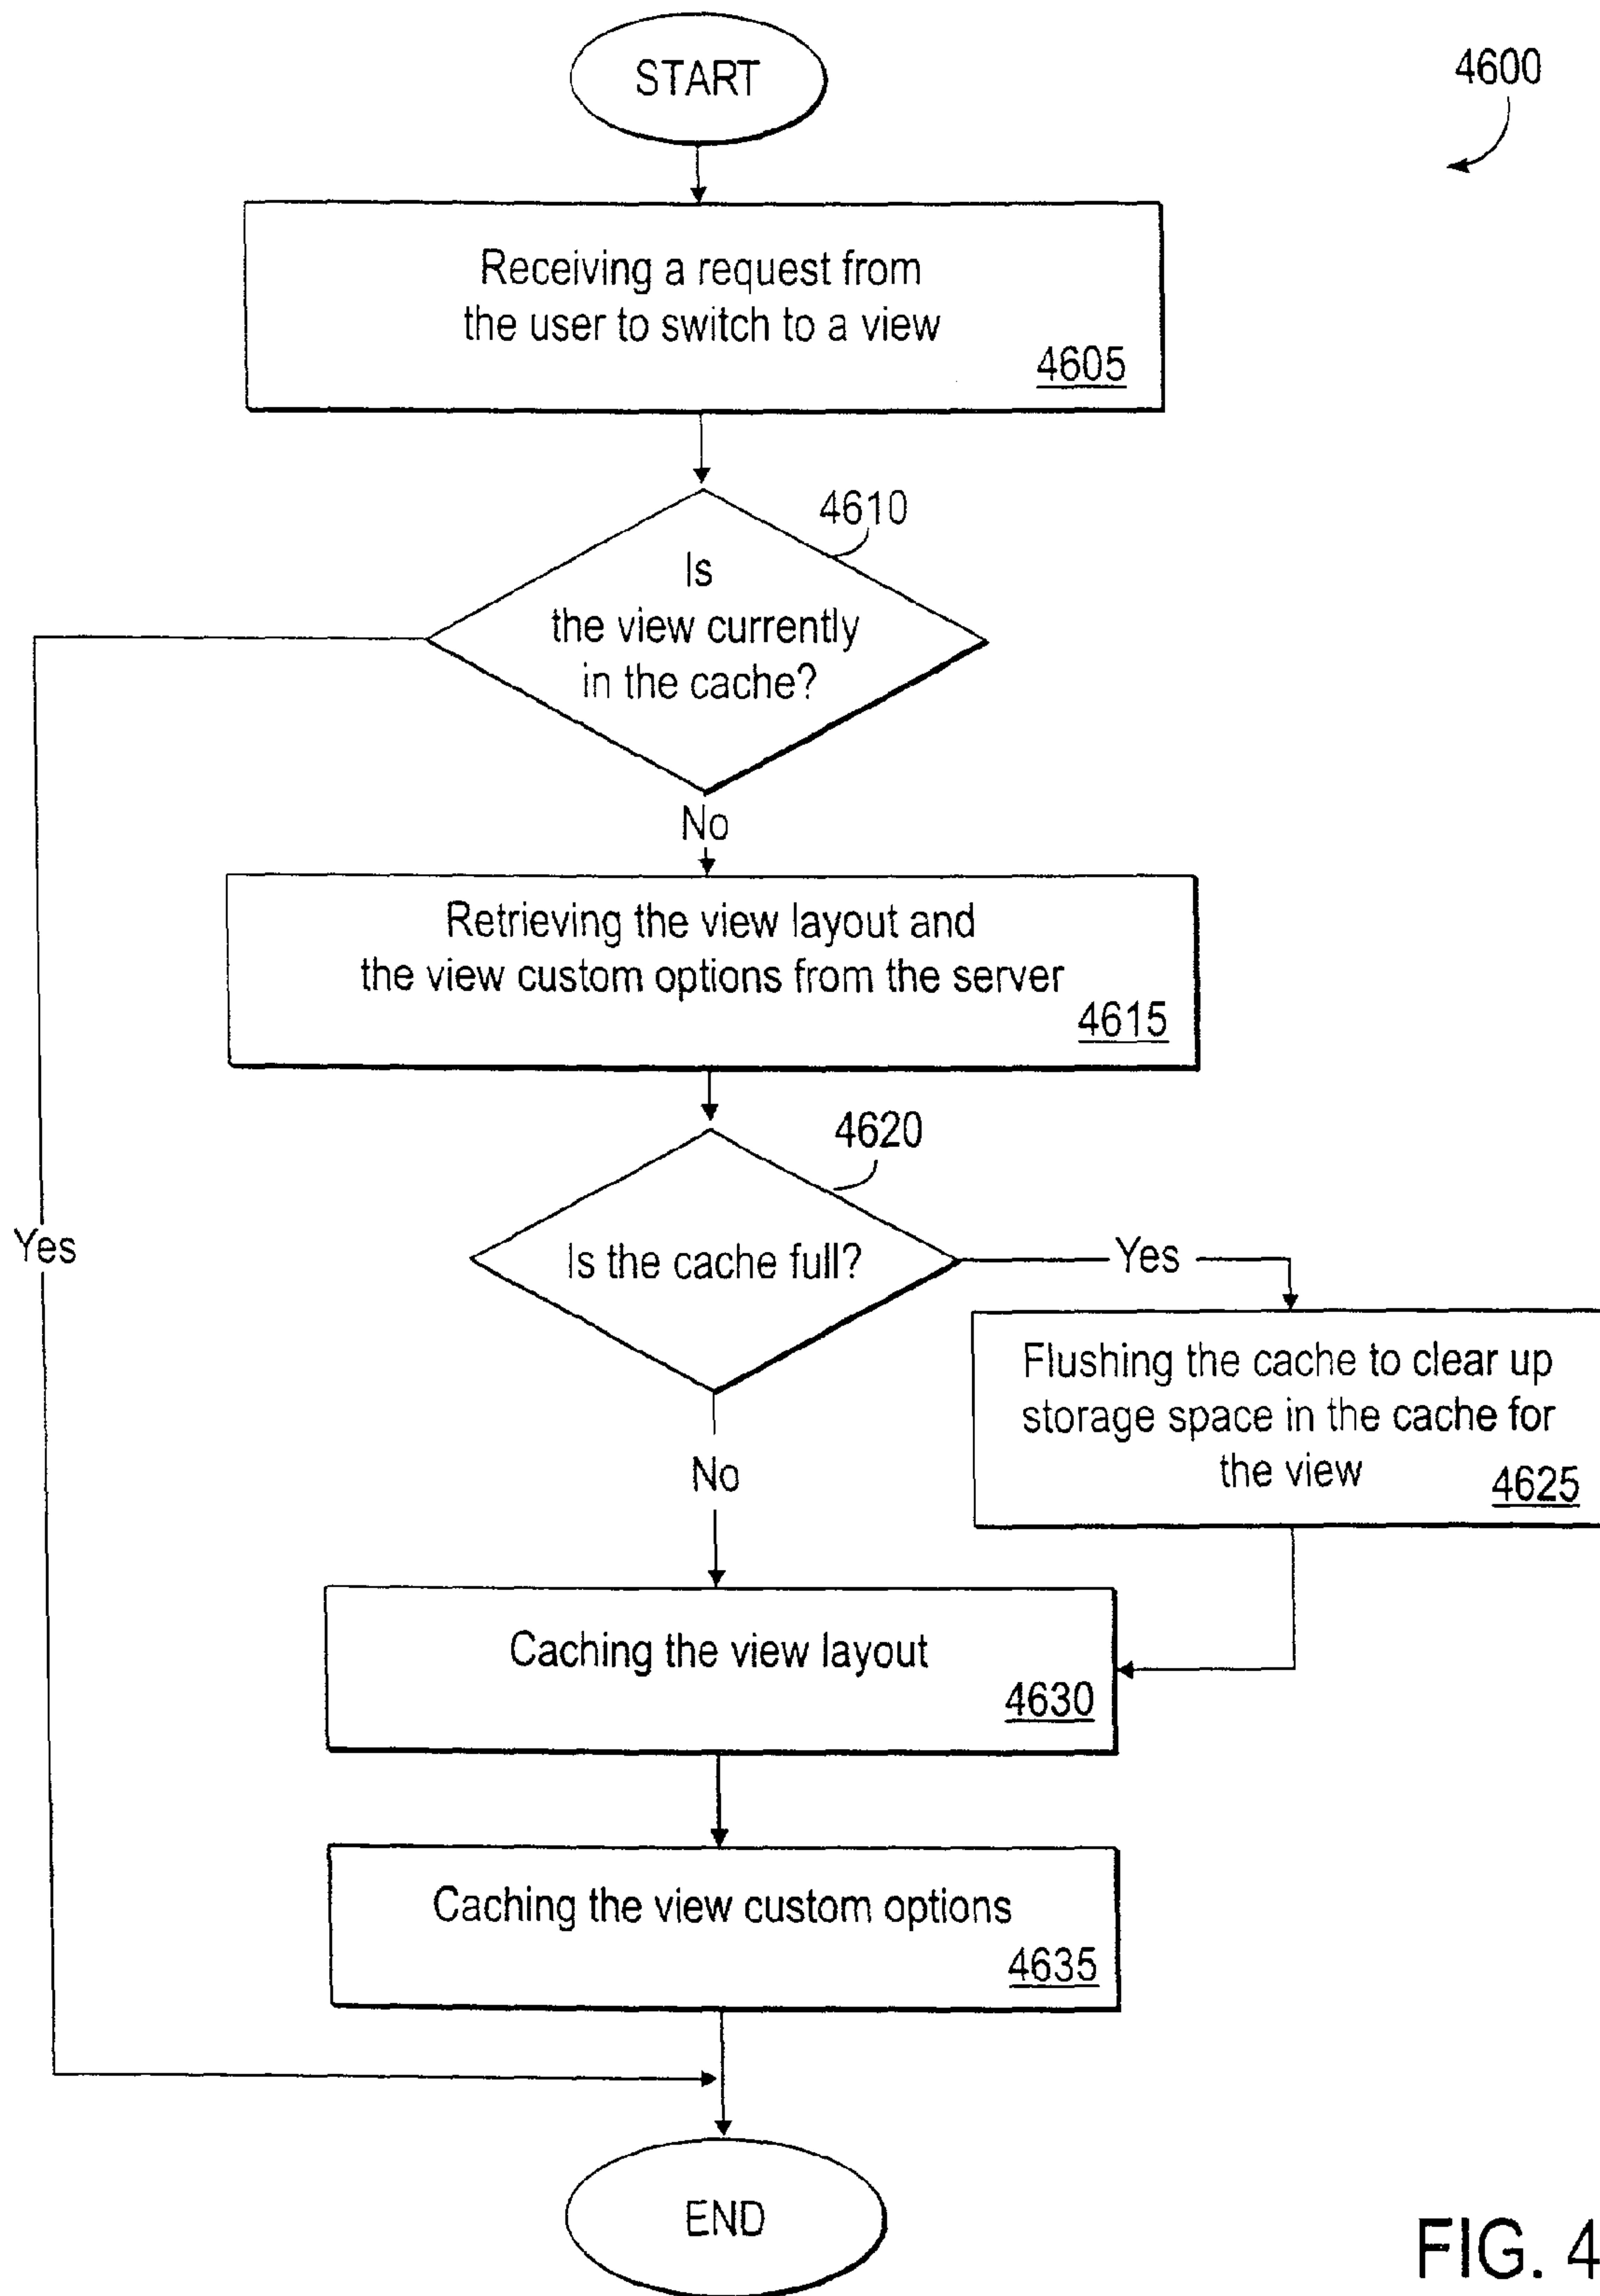 START
4600
Receiving a request from
the user to switch to a view
4605
4610
Is
the view currently
in the cache?
No
Retrieving the view layout and
the view custom options from the server
4615
4620
Yes
Is the cache full?
Yes
Flushing the cache to clear up
storage space in the cache for
the view
4625
No
Caching the view layout
4630
Caching the view custom options
4635
END
FIG. 4